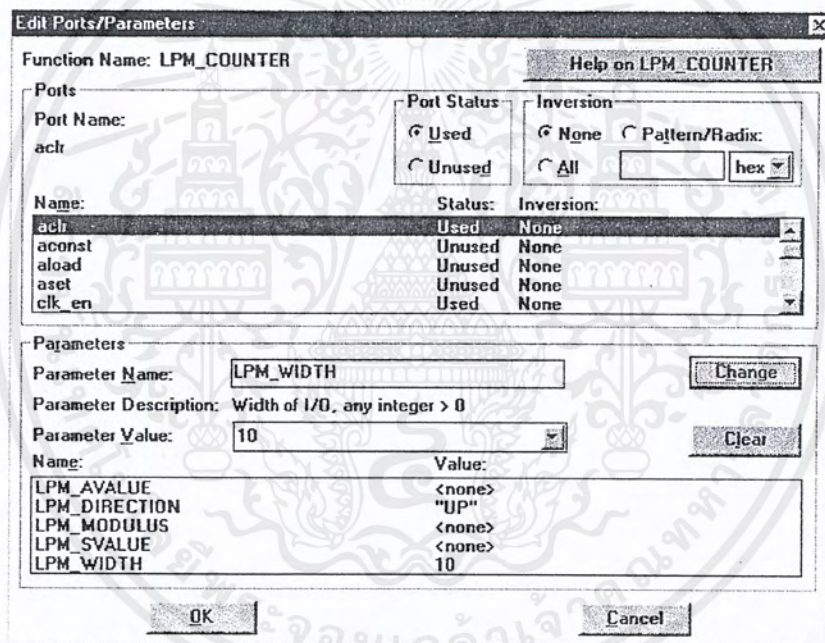 Edit Ports/Parameters
Function Name: LPM_COUNTER
Help on LPM_COUNTER
Ports
Port Name:
aclr
Port Status
Used
Unused
Inversion
None Pattern/Radix:
All hex
Name: Status: Inversion:
aclr Used None
aconst Unused None
aload Unused None
aset Unused None
clk_en Used None
Parameters
Parameter Name: LPM_WIDTH
Change
Parameter Description: Width of I/O, any integer > 0
Parameter Value: 10
Clear
Name: Value:
LPM_AVALUE <none>
LPM_DIRECTION "UP"
LPM_MODULUS <none>
LPM_SVALUE <none>
LPM_WIDTH 10
OK Cancel